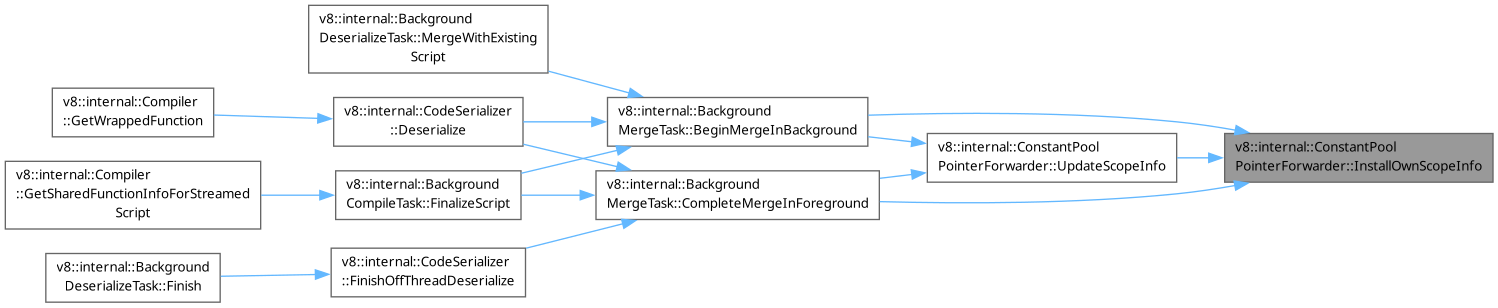 v8::internal::Background
DeserializeTask::MergeWithExisting
Script
v8::internal::Compiler
::GetWrappedFunction
v8::internal::CodeSerializer
::Deserialize
v8::internal::Background
MergeTask::BeginMergeInBackground
v8::internal::ConstantPool
PointerForwarder::UpdateScopeInfo
v8::internal::ConstantPool
PointerForwarder::InstallOwnScopeInfo
v8::internal::Compiler
::GetSharedFunctionInfoForStreamed
Script
v8::internal::Background
CompileTask::FinalizeScript
v8::internal::Background
MergeTask::CompleteMergeInForeground
v8::internal::Background
DeserializeTask::Finish
v8::internal::CodeSerializer
::FinishOffThreadDeserialize